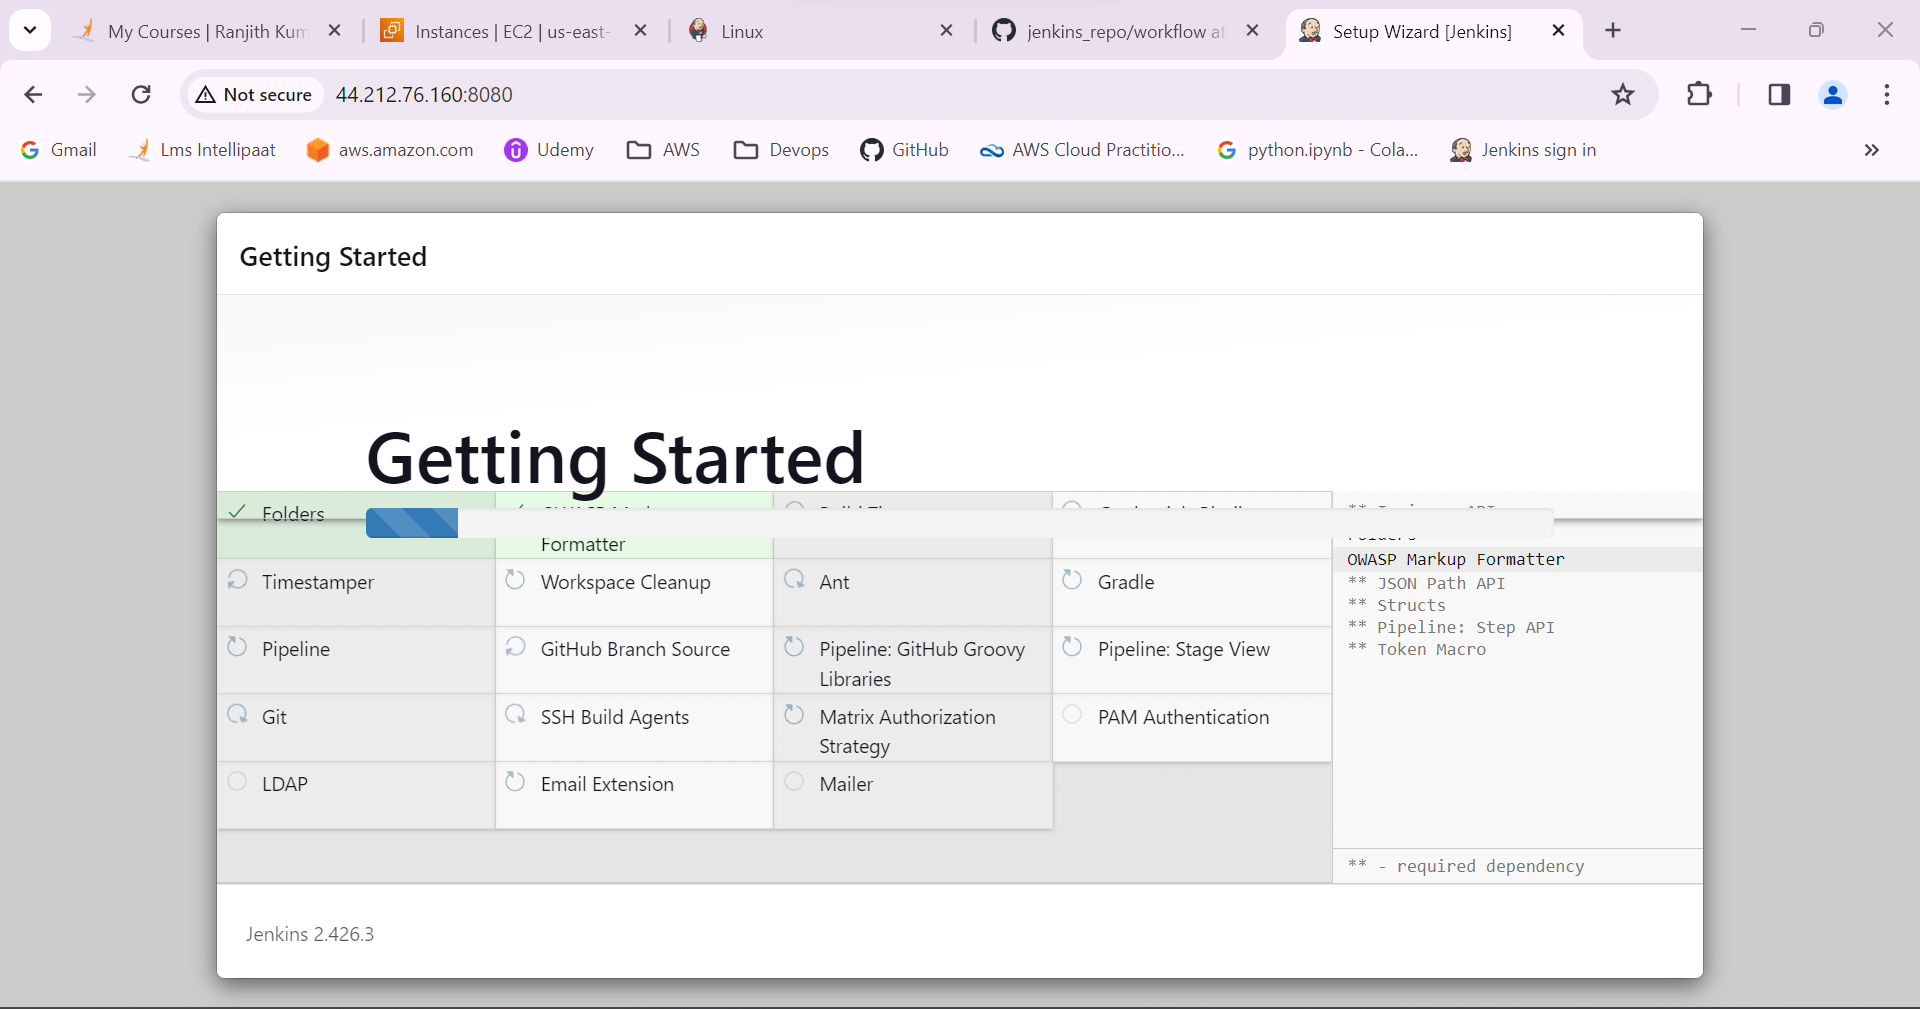 My Courses | Ranjith Kum
Instances | EC2 | us-east-
Linux
jenkins_repo/workflow at
Setup Wizard [Jenkins]
Not secure
44.212.76.160:8080
Gmail
Lms Intellipaat
aws.amazon.com
Udemy
AWS
Devops
GitHub
AWS Cloud Practitio...
python.ipynb - Cola...
Jenkins sign in
Getting Started
Getting Started
Folders
Formatter
Timestamper
Workspace Cleanup
Ant
Gradle
Pipeline
GitHub Branch Source
Pipeline: GitHub Groovy
Libraries
Pipeline: Stage View
Git
SSH Build Agents
Matrix Authorization
Strategy
PAM Authentication
LDAP
Email Extension
Mailer
Folders
OWASP Markup Formatter
** JSON Path API
** Structs
** Pipeline: Step API
** Token Macro
** - required dependency
Jenkins 2.426.3